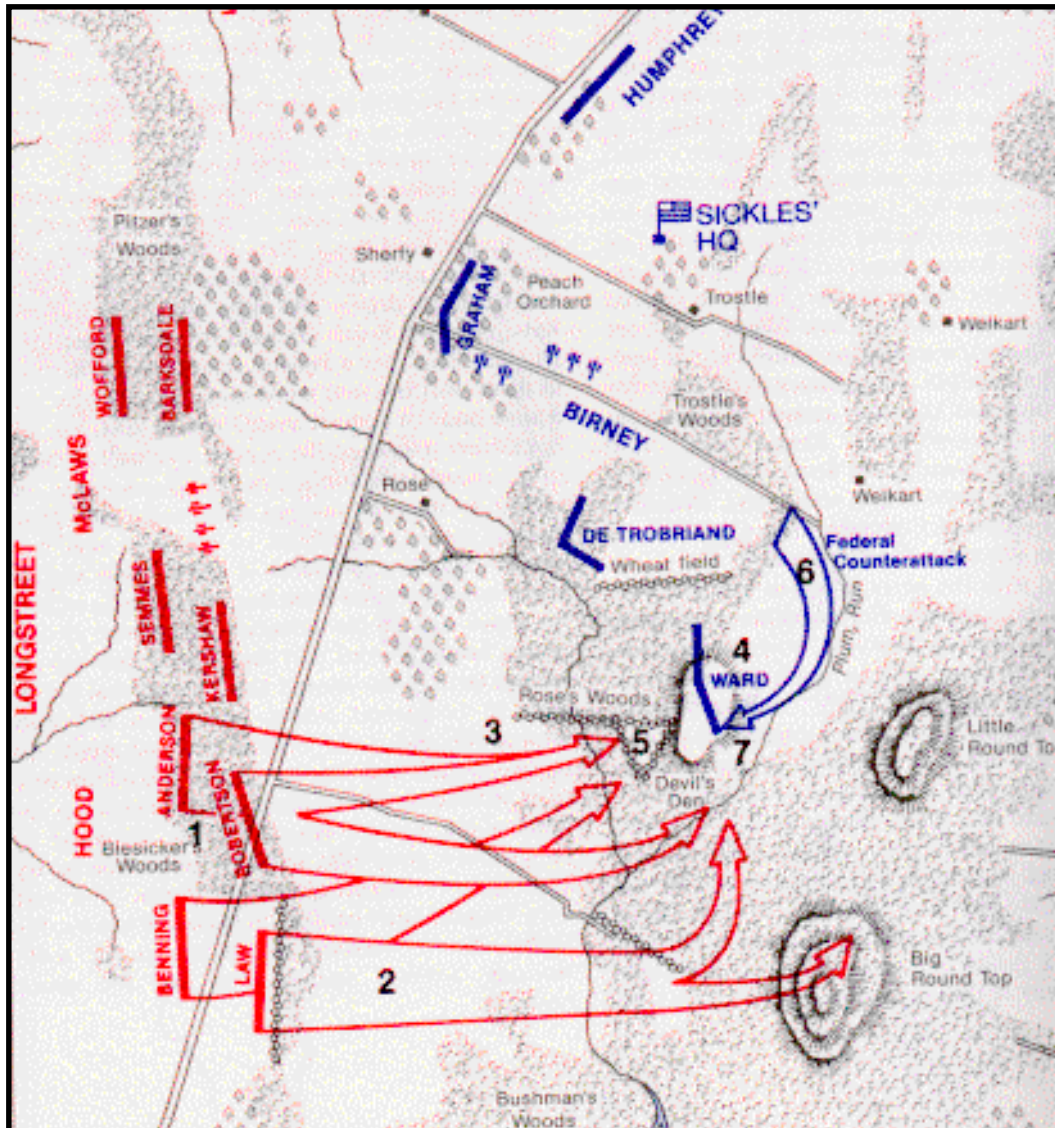 HUMPHREY
SICKLES'
HQ
Pitzer's
Woods
Sherfy
Peach
Orchard
Trostle
Weikart
GRAHAM
WOFFORD
BARKSDALE
BIRNEY
Trostle's
Woods
McLAWS
Rose
Weikart
DE TROBRIAND
Wheat field
Federal
Counterattack
6
Plum Run
LONGSTREET
SEMMES
KERSHAW
4
WARD
Rose's Woods
3
5
7
Little
Round To
Devil's
Den
ANDERSON
ROBERTSON
HOOD
1
Biesicker's
Woods
BENNING
LAW
2
Big
Round Top
Bushman's
Woods